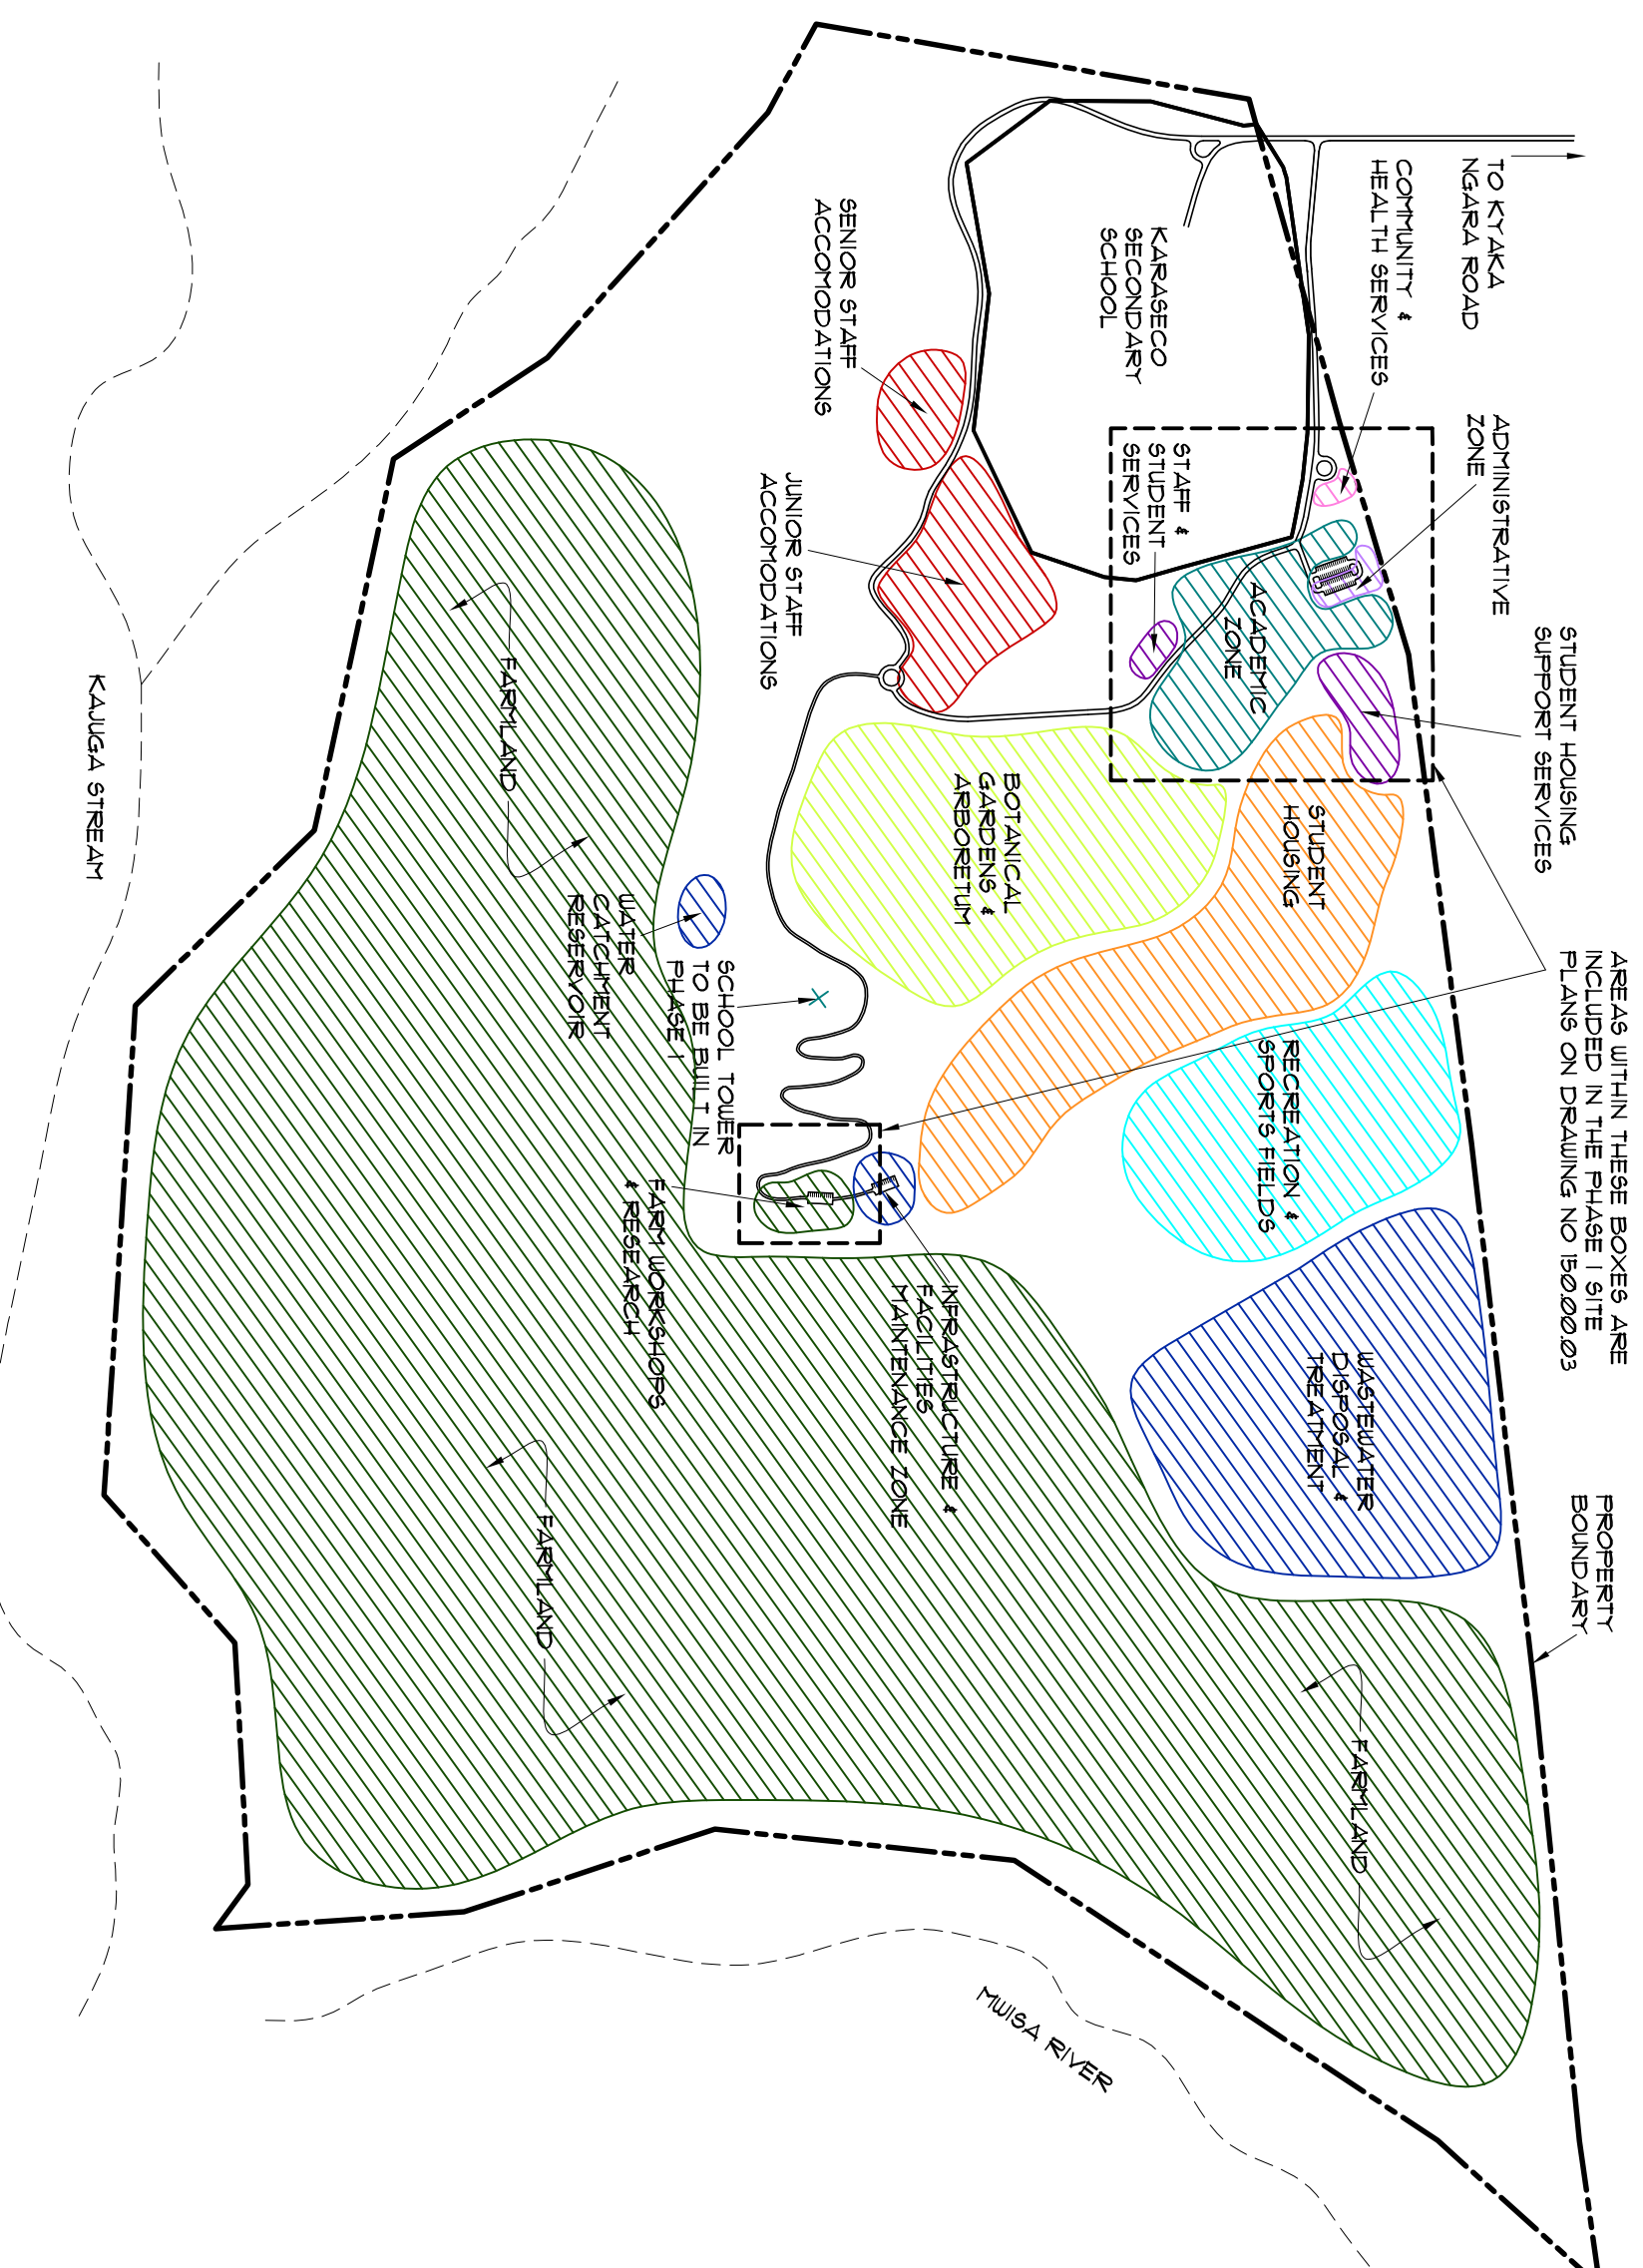 TO KYAKA
NGARA ROAD
COMMUNITY &
HEALTH SERVICES
ADMINISTRATIVE
ZONE
STUDENT HOUSING
SUPPORT SERVICES
AREAS WITHIN THESE BOXES ARE
INCLUDED IN THE PHASE 1 SITE
PLANS ON DRAWING NO 150.00.03
PROPERTY
BOUNDARY
KARASECO
SECONDARY
SCHOOL
STAFF &
STUDENT
SERVICES
ACADEMIC
ZONE
STUDENT
HOUSING
RECREATION &
SPORTS FIELDS
WASTEWATER
DISPOSAL &
TREATMENT
FARMLAND
SENIOR STAFF
ACCOMODATIONS
JUNIOR STAFF
ACCOMODATIONS
BOTANICAL
GARDENS &
ARBORETUM
INFRASTRUCTURE &
FACILITIES
MAINTENANCE ZONE
MWISA RIVER
SCHOOL TOWER
TO BE BUILT IN
PHASE 1
WATER
CATCHMENT
RESERVOIR
FARM WORKSHOPS
& RESEARCH
FARMLAND
FARMLAND
KAJUGA STREAM